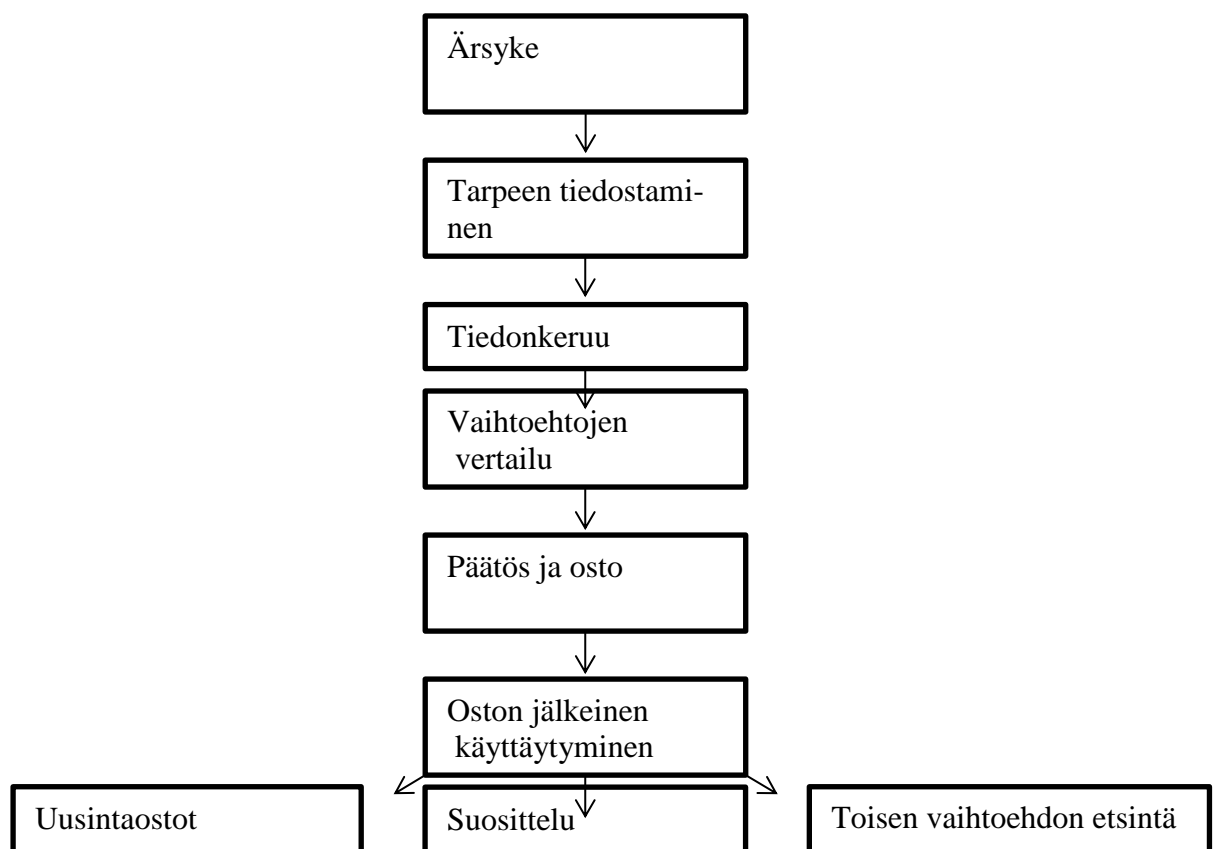 Ärsyke
Tarpeen tiedostami-
nen
Tiedonkeruu
Vaihtoehtojen
vertailu
Päätös ja osto
Oston jälkeinen
käyttäytyminen
Uusintaostot
Suosittelu
Toisen vaihtoehdon etsintä